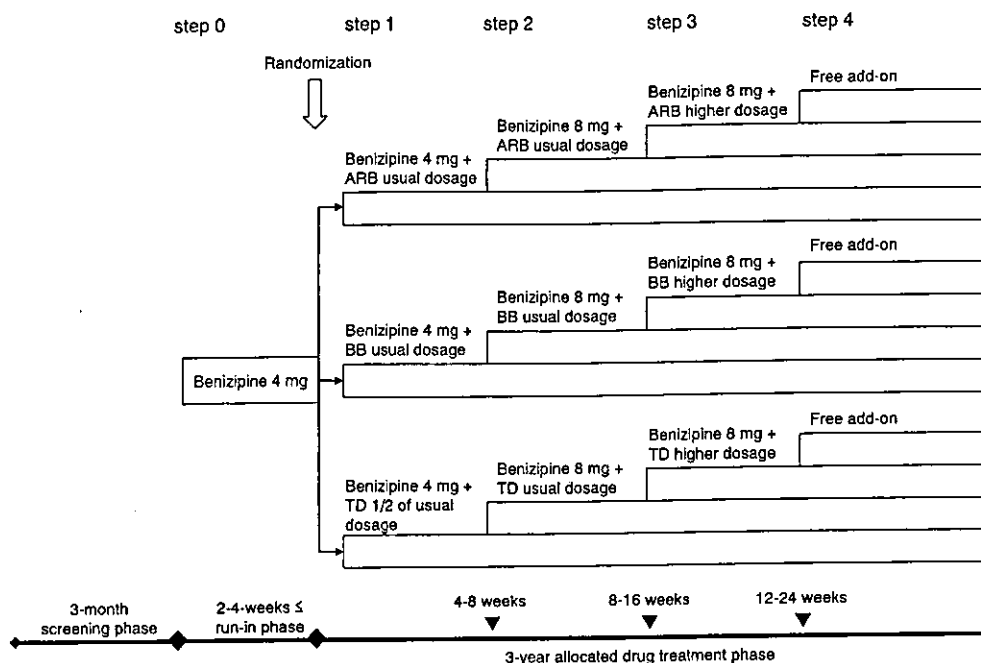 step 0
step 1
step 2
step 3
step 4
Randomization
Free add-on
Benizipine 8 mg +
ARB higher dosage
Benizipine 8 mg +
ARB usual dosage
Benizipine 4 mg +
ARB usual dosage
Free add-on
Benizipine 8 mg +
BB higher dosage
Benizipine 8 mg +
BB usual dosage
Benizipine 4 mg +
BB usual dosage
Benizipine 4 mg
Free add-on
Benizipine 8 mg +
TD higher dosage
Benizipine 8 mg +
TD usual dosage
Benizipine 4 mg +
TD 1/2 of usual
dosage
3-month
screening phase
2-4-weeks ≤
run-in phase
4-8 weeks
8-16 weeks
12-24 weeks
3-year allocated drug treatment phase